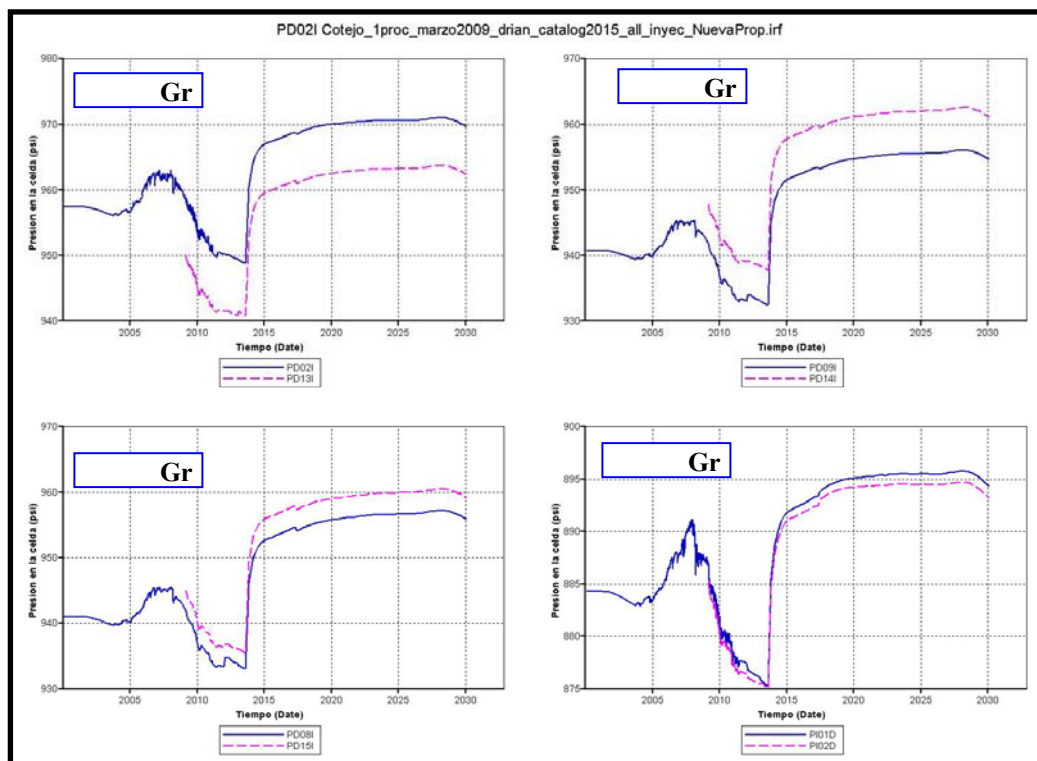 PD02I Cotejo_1proc_marzo2009_drian_catalog2015_all_inyec_NuevaProp.irf
Gr
Presion en la celda (psi)
980
970
960
950
940
2005 2010 2015 2020 2025 2030
Tiempo (Date)
PD02I
PD13I
Gr
Presion en la celda (psi)
970
960
950
940
930
2005 2010 2015 2020 2025 2030
Tiempo (Date)
PD09I
PD14I
Gr
Presion en la celda (psi)
970
960
950
940
930
2005 2010 2015 2020 2025 2030
Tiempo (Date)
PD08I
PD15I
Gr
Presion en la celda (psi)
900
895
890
885
880
875
2005 2010 2015 2020 2025 2030
Tiempo (Date)
PI01D
PI02D